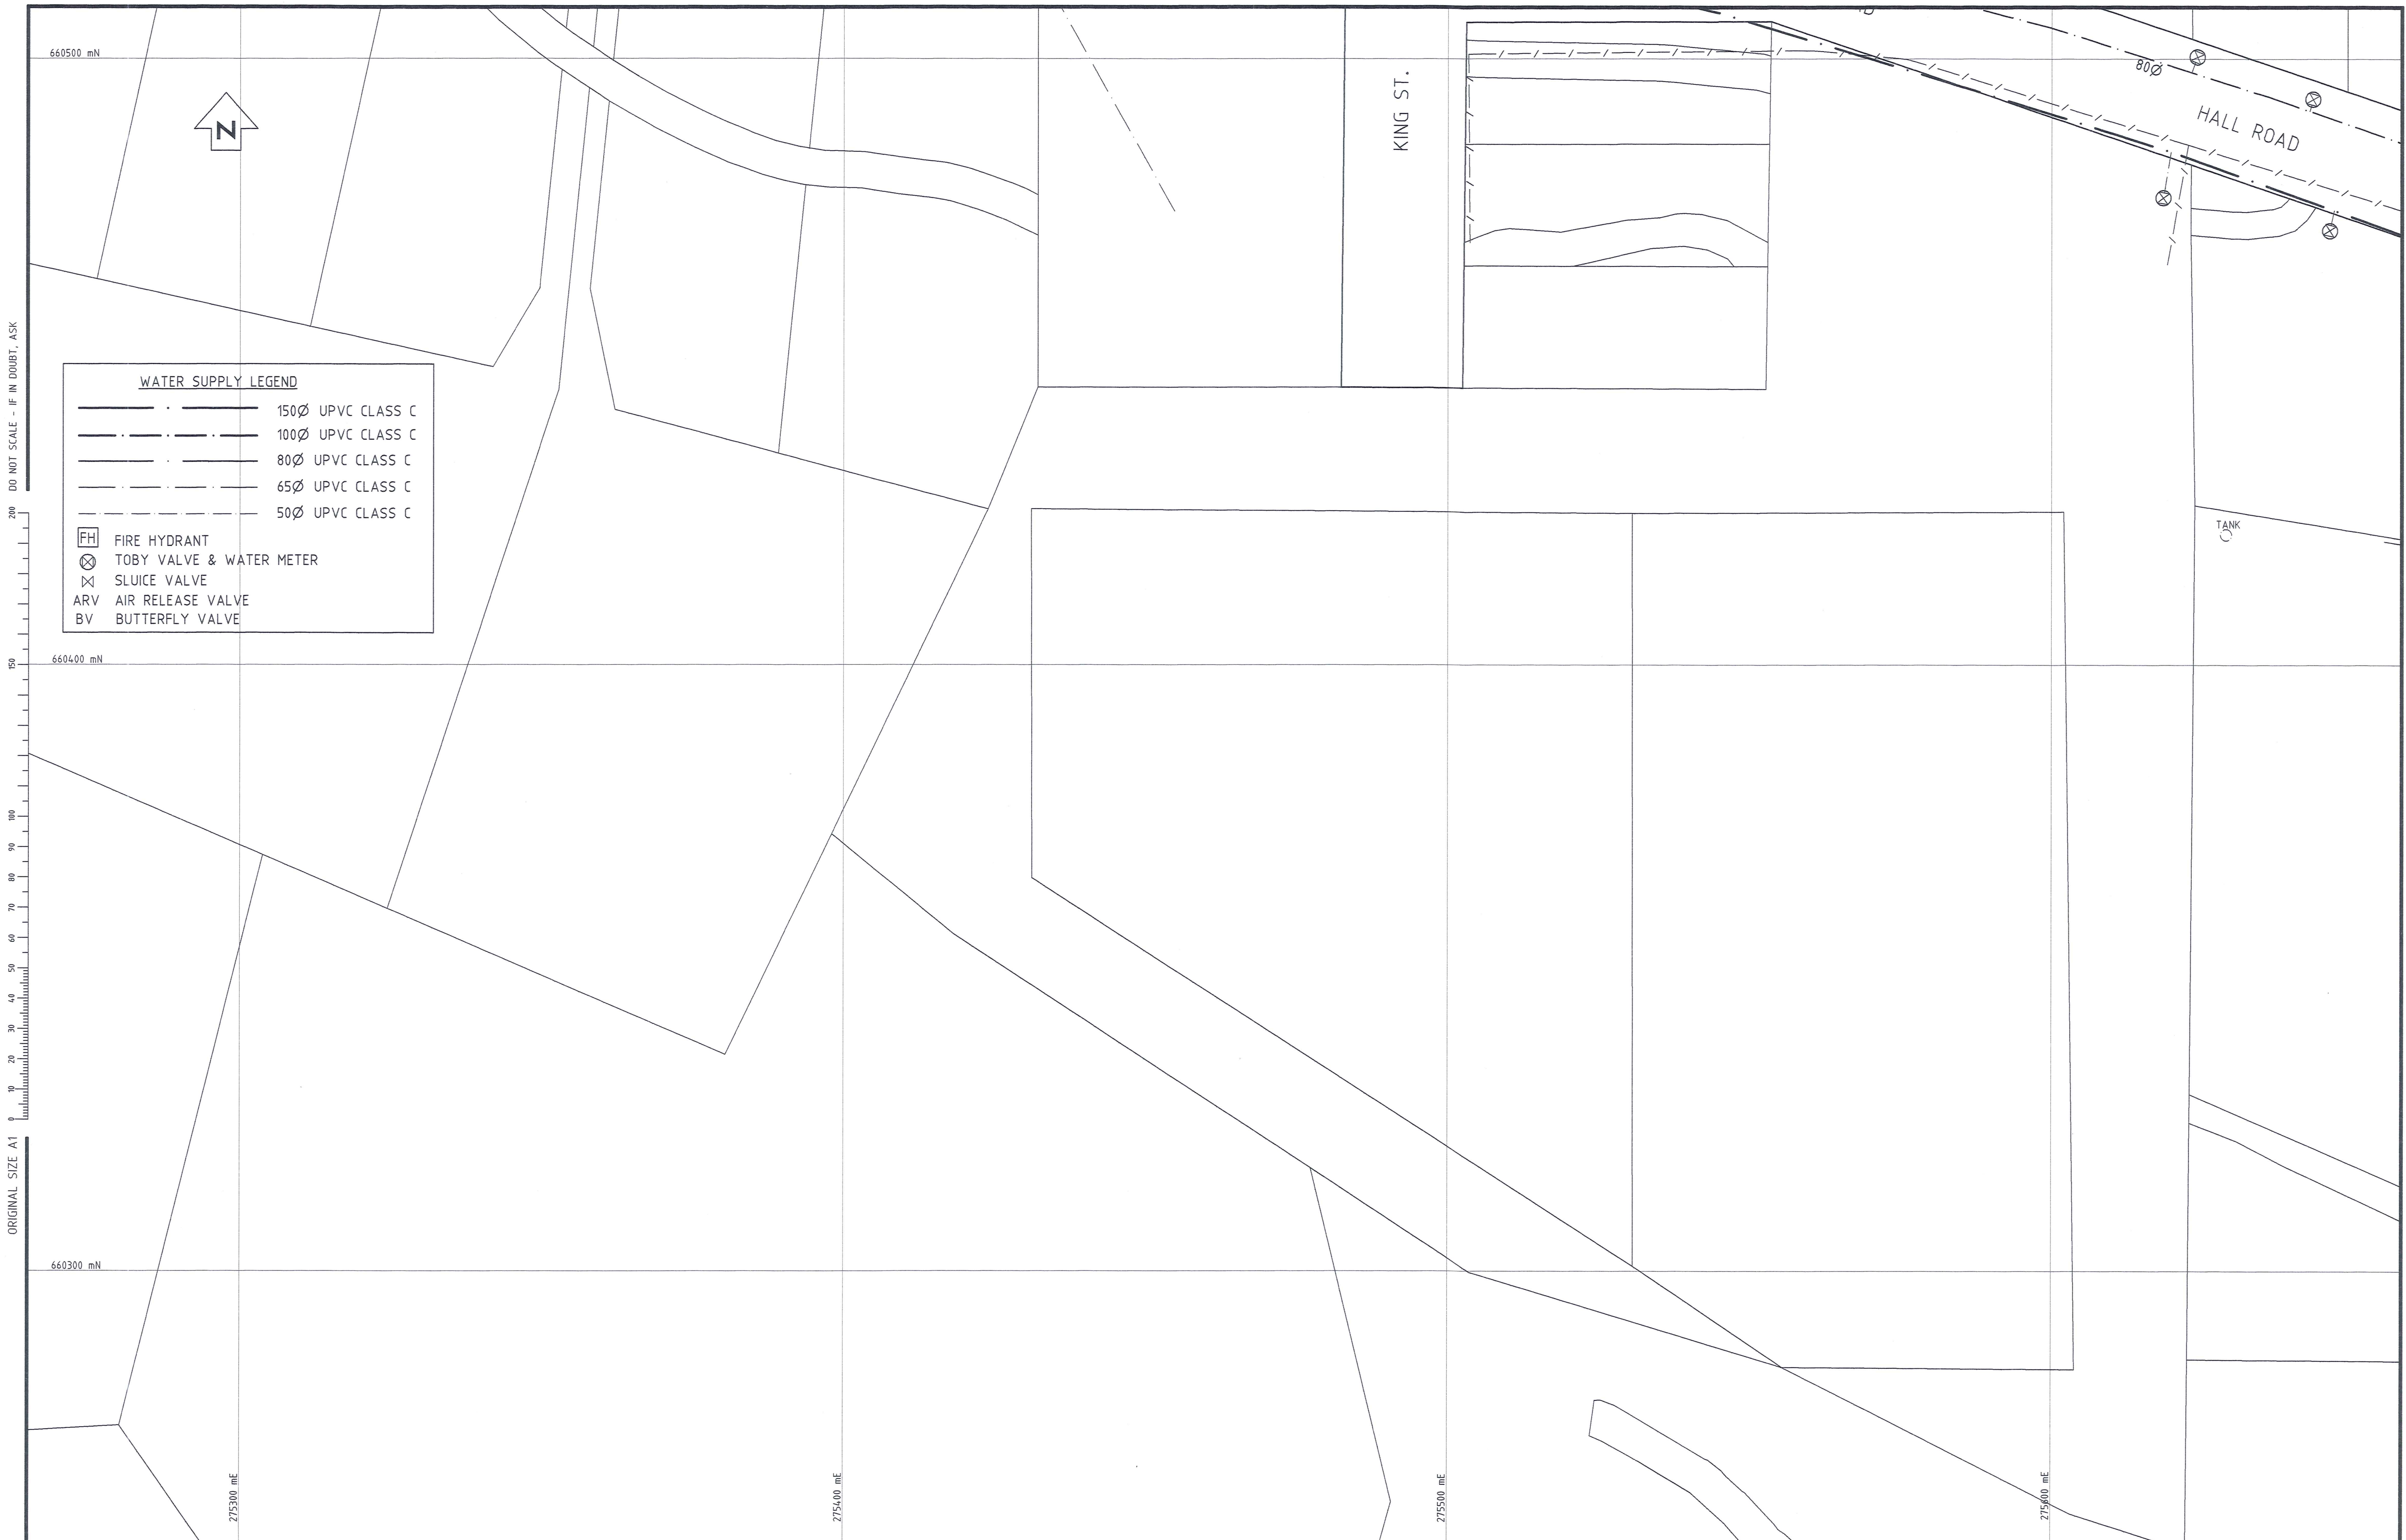 660500 mN
N
KING ST.
80Ø
HALL ROAD
DO NOT SCALE - IF IN DOUBT, ASK
WATER SUPPLY LEGEND
150Ø UPVC CLASS C
100Ø UPVC CLASS C
80Ø UPVC CLASS C
65Ø UPVC CLASS C
50Ø UPVC CLASS C
FH FIRE HYDRANT
TOBY VALVE & WATER METER
SLUICE VALVE
ARV AIR RELEASE VALVE
BV BUTTERFLY VALVE
TANK
660400 mN
200
150
100
90
80
70
60
50
40
30
20
10
0
ORIGINAL SIZE A1
660300 mN
275300 mE
275400 mE
275500 mE
275600 mE